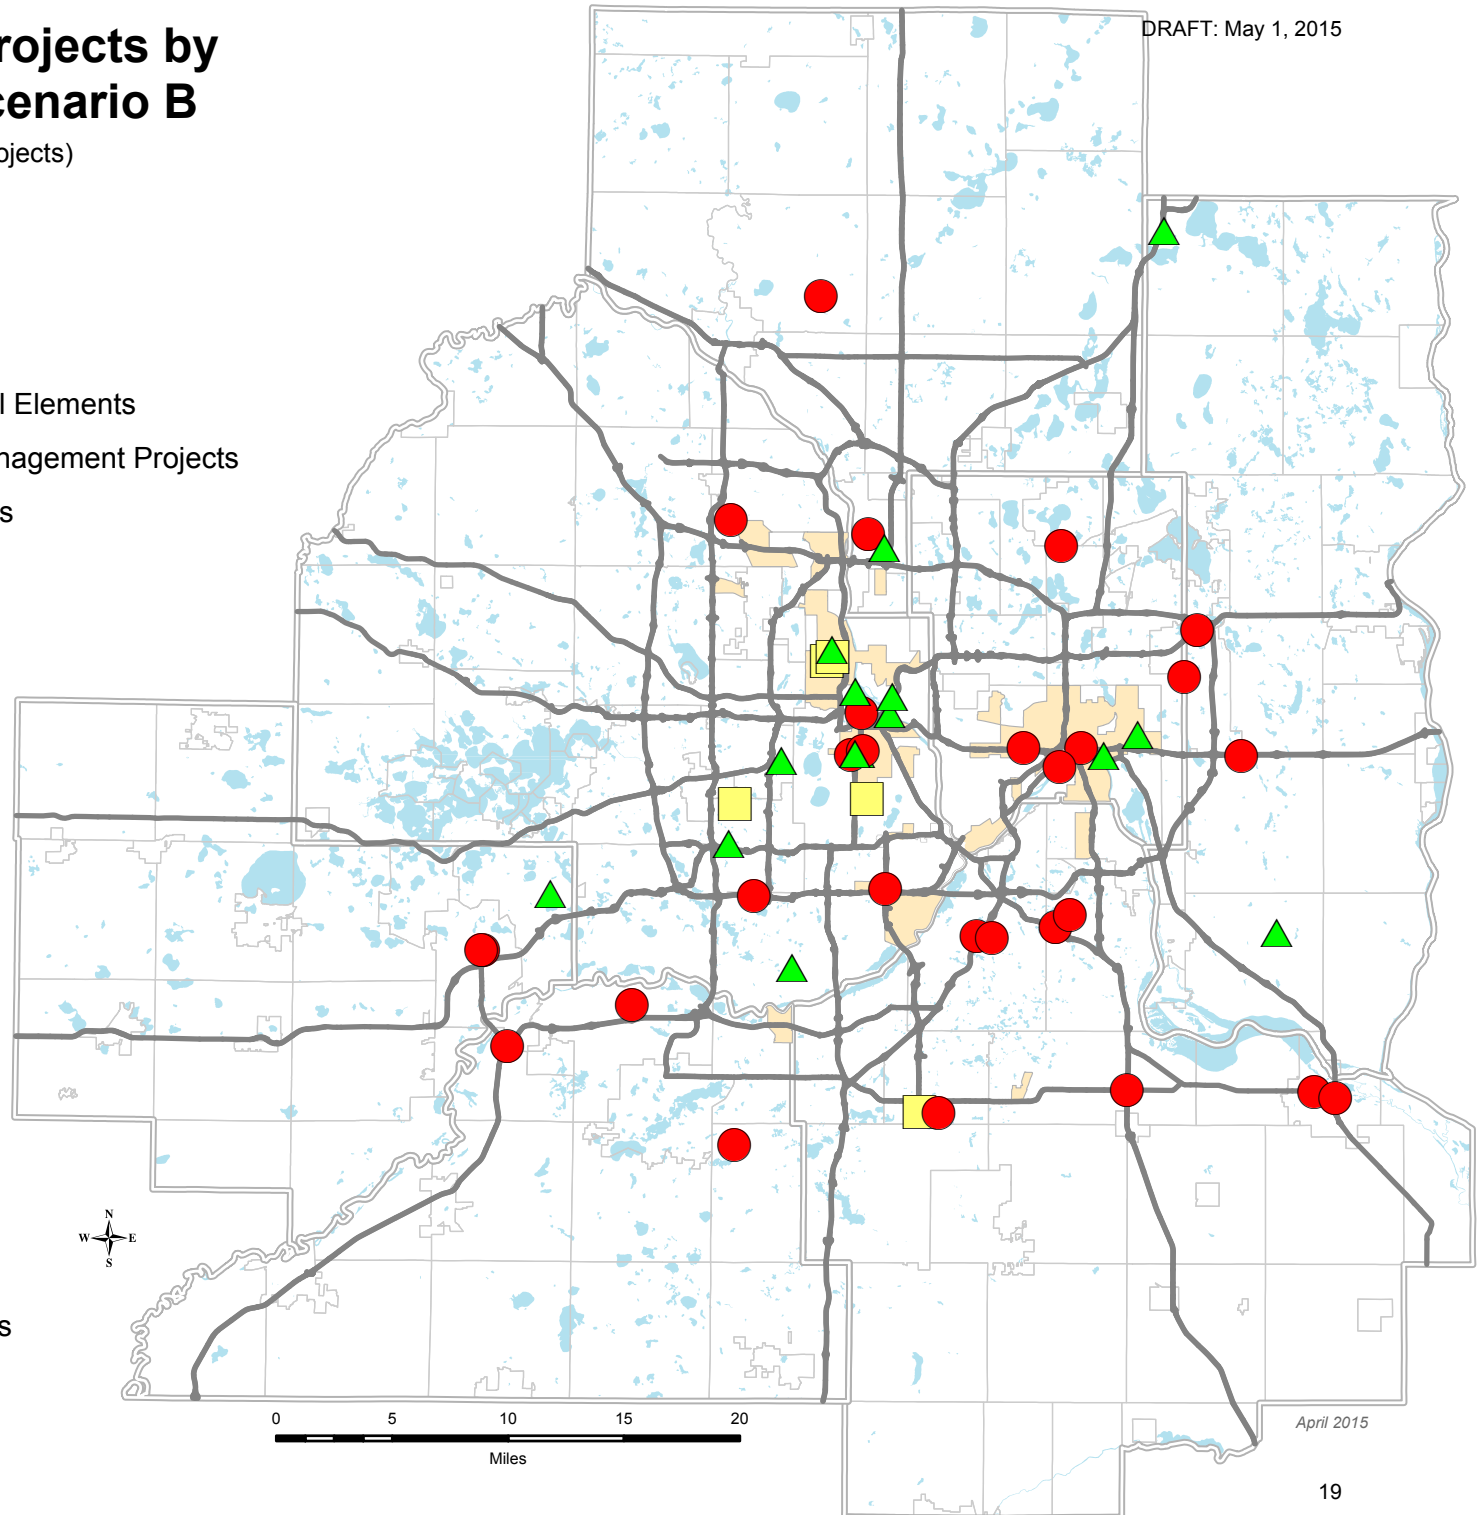 DRAFT: May 1, 2015
rojects by
cenario B
ojects)
l Elements
nagement Projects
s
N
W E
S
s
0 5 10 15 20
Miles
April 2015
19